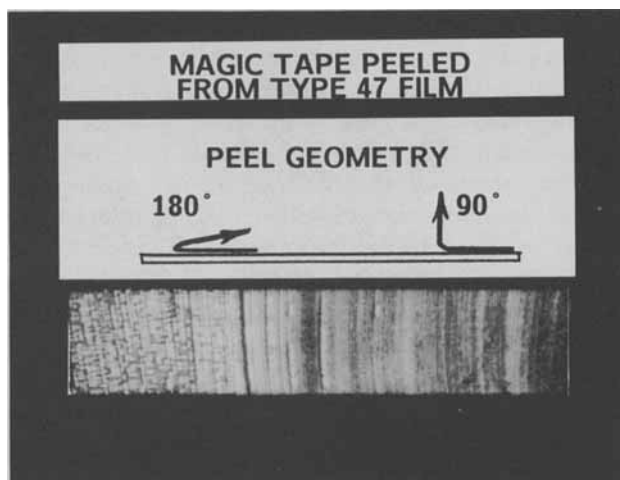 MAGIC TAPE PEELED
FROM TYPE 47 FILM
PEEL GEOMETRY
180°
90°